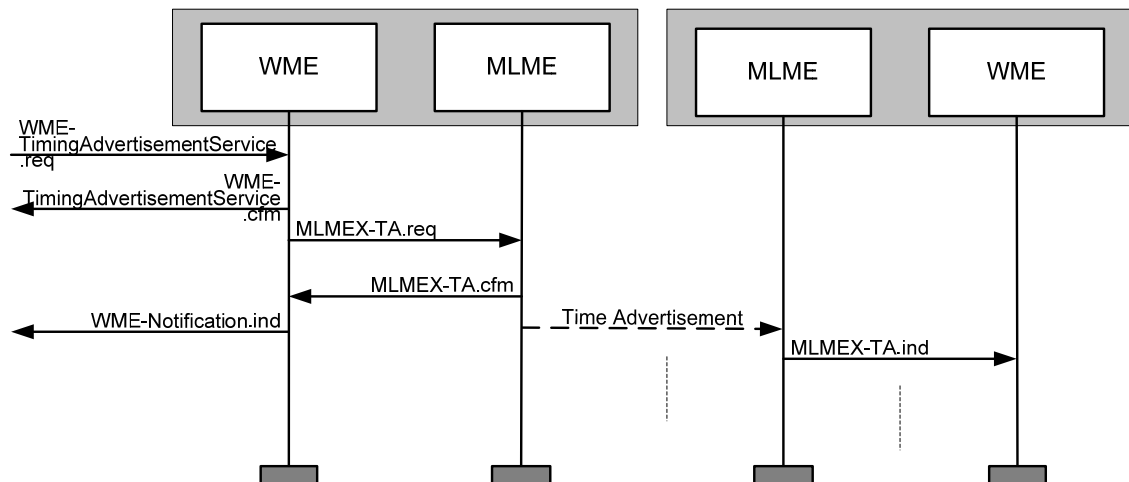 WME
MLME
MLME
WME
WME-
TimingAdvertisementService
.req
WME-
TimingAdvertisementService
.cfm
MLMEX-TA.req
MLMEX-TA.cfm
WME-Notification.ind
Time Advertisement
MLMEX-TA.ind